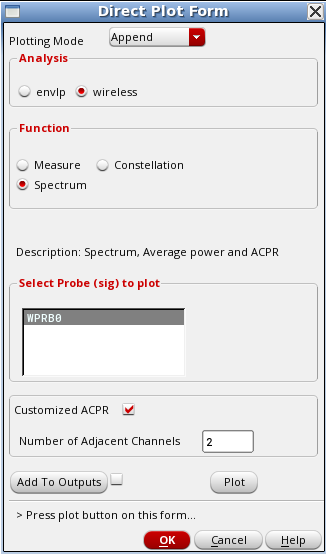 Direct Plot Form
Plotting Mode Append
Analysis
envlp wireless
Function
Measure Constellation
Spectrum
Description: Spectrum, Average power and ACPR
Select Probe (sig) to plot
WPRB0
Customized ACPR
Number of Adjacent Channels 2
Add To Outputs Plot
> Press plot button on this form...
OK Cancel Help